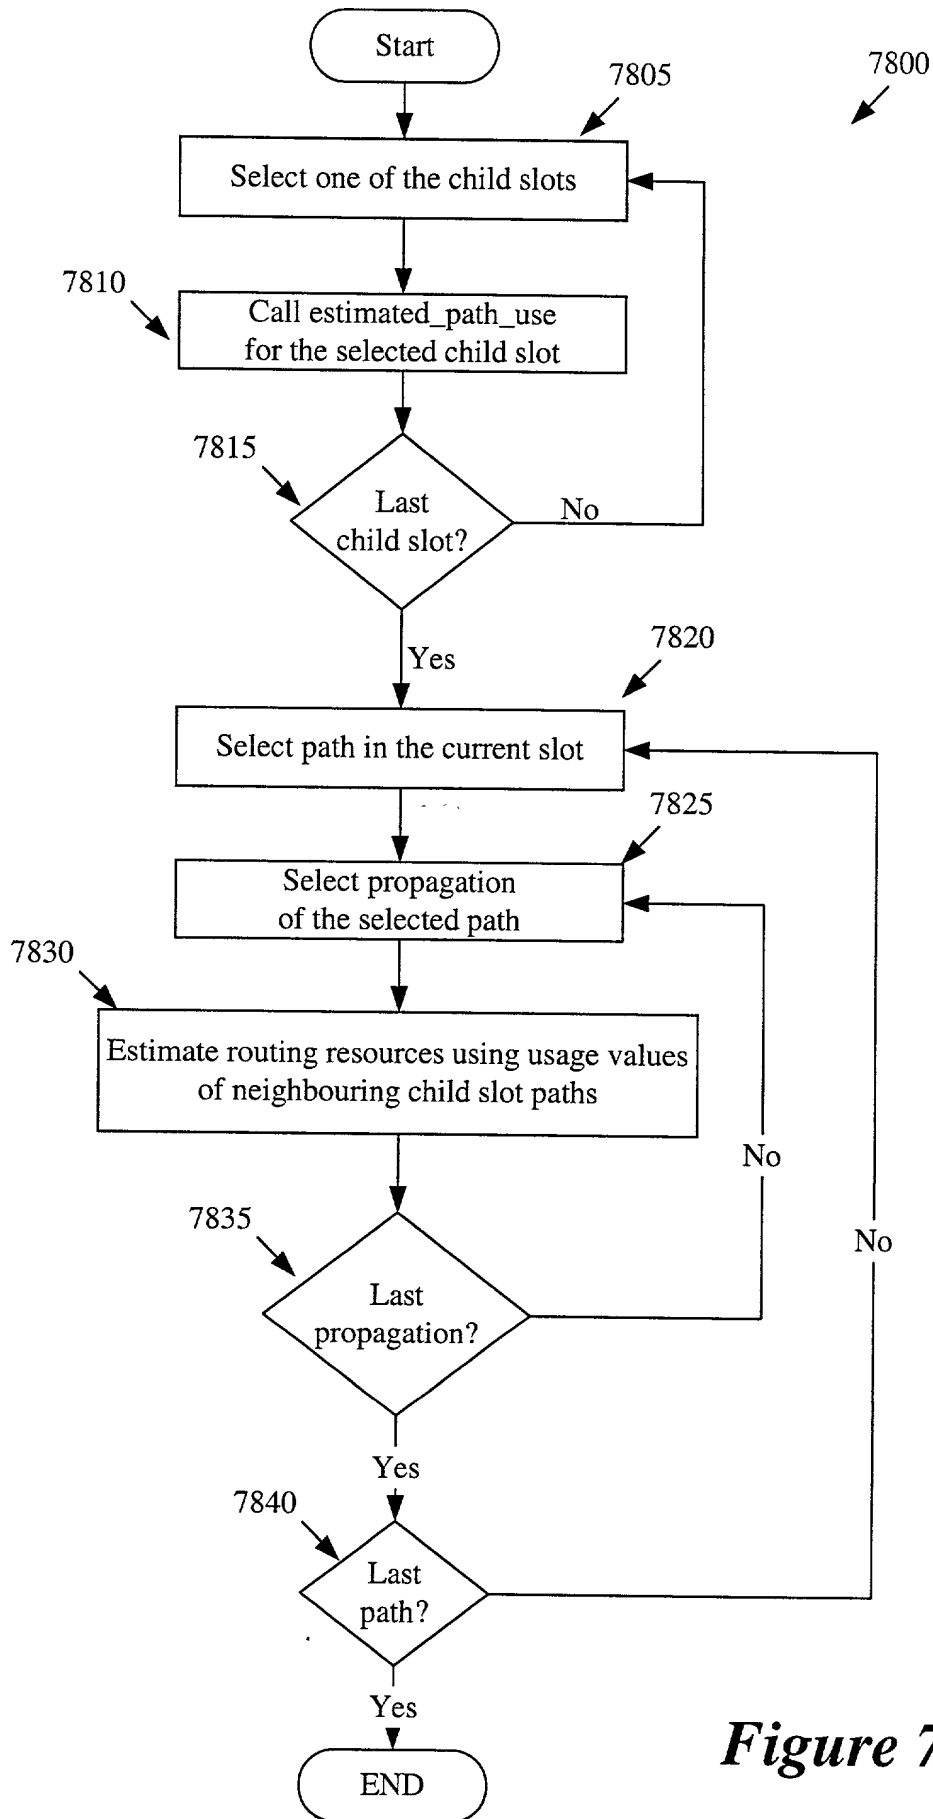 Start
7805
7800
Select one of the child slots
7810
Call estimated_path_use
for the selected child slot
7815
Last
child slot?
No
Yes
7820
Select path in the current slot
7825
Select propagation
of the selected path
7830
Estimate routing resources using usage values
of neighbouring child slot paths
No
7835
No
Last
propagation?
Yes
7840
Last
path?
Yes
Figure 7
END